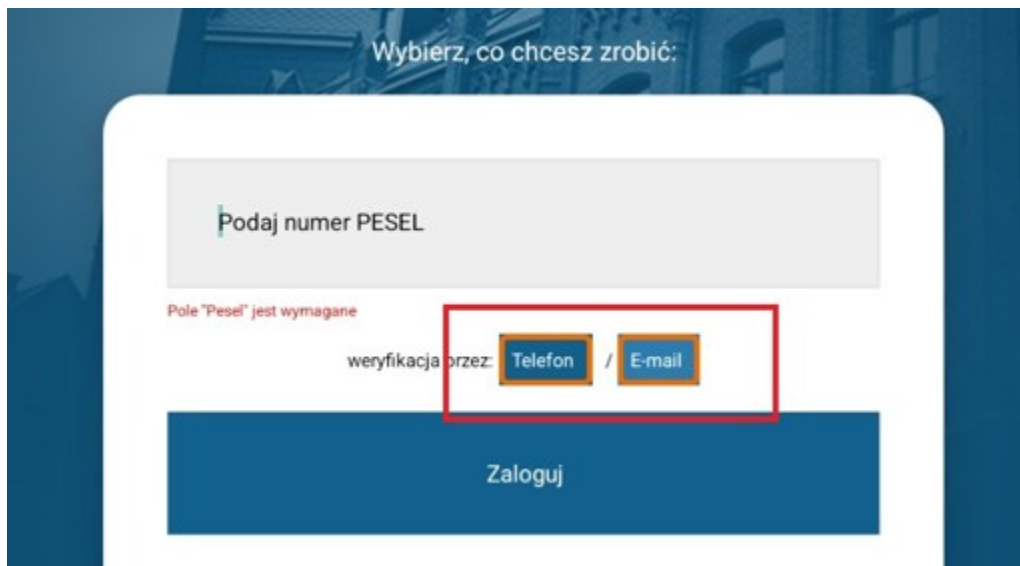 Wybierz, co chcesz zrobić:
Podaj numer PESEL
Pole "Pesel" jest wymagane
weryfikacja przez: Telefon / E-mail
Zaloguj